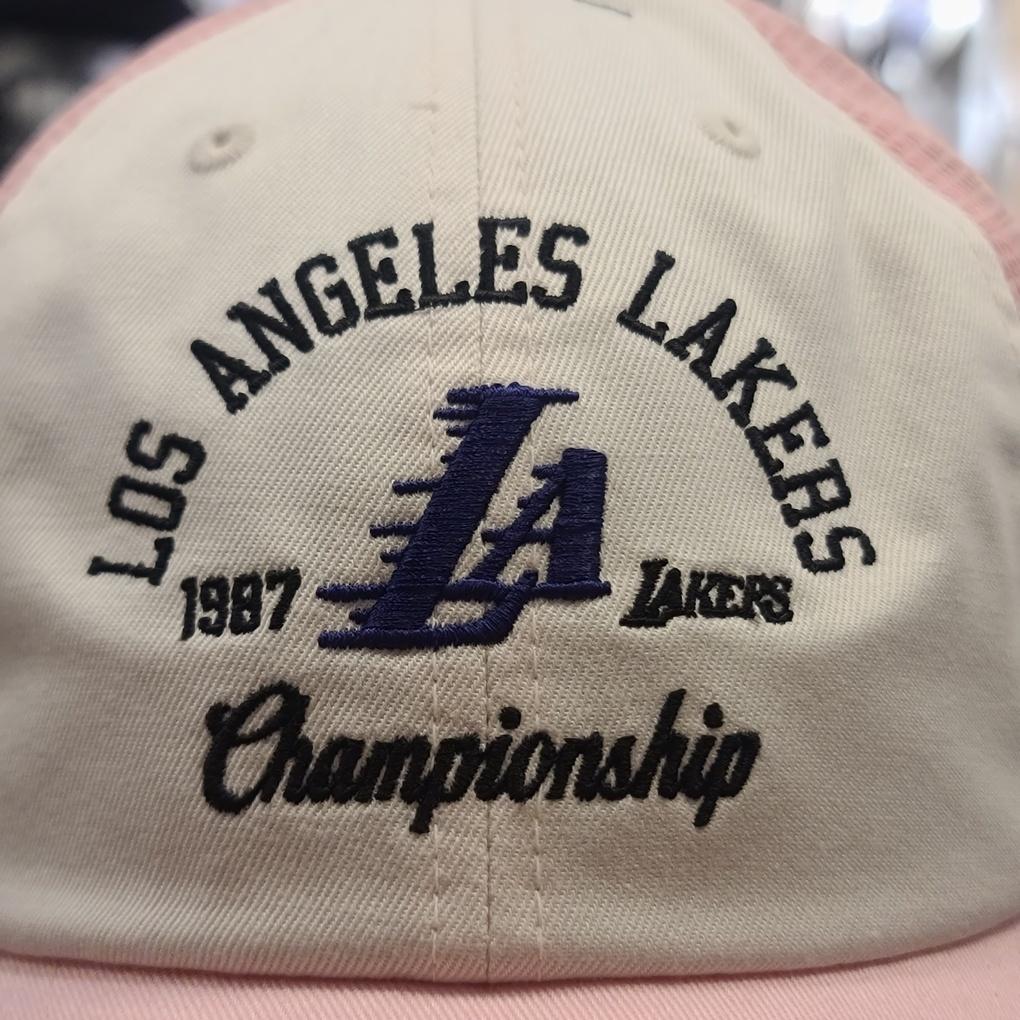 LOS ANGELES LAKERS
LA
1987 LAKERS
Championship